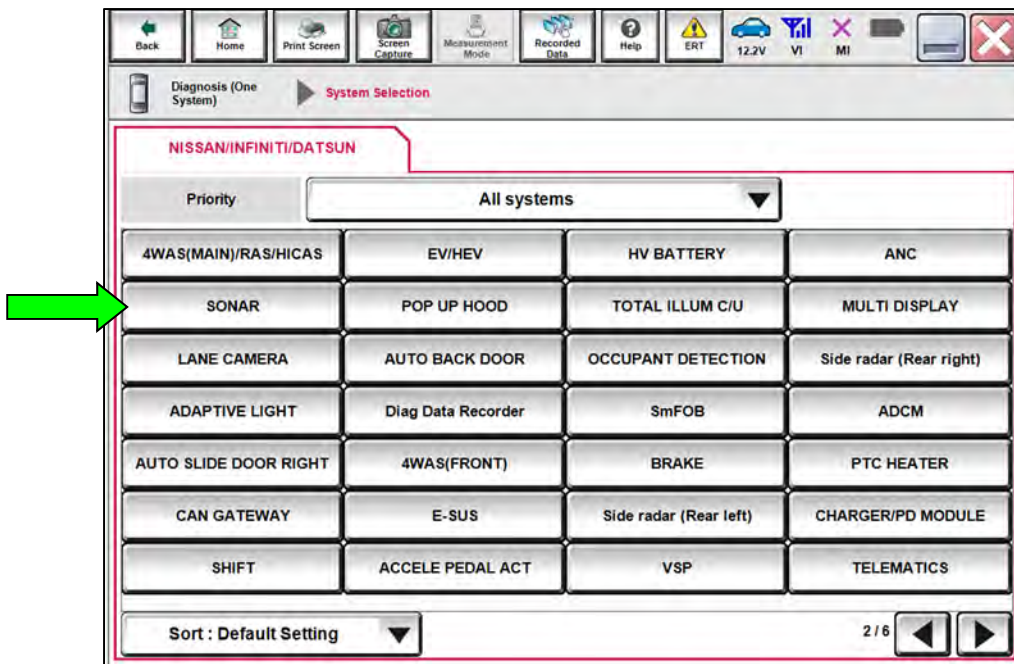 Back
Home
Print Screen
Screen
Capture
Measurement
Mode
Recorded
Data
Help
ERT
12.2V
VI
MI
Diagnosis (One
System)
System Selection
NISSAN/INFINITI/DATSUN
Priority
All systems
4WAS(MAIN)/RAS/HICAS
EV/HEV
HV BATTERY
ANC
SONAR
POP UP HOOD
TOTAL ILLUM C/U
MULTI DISPLAY
LANE CAMERA
AUTO BACK DOOR
OCCUPANT DETECTION
Side radar (Rear right)
ADAPTIVE LIGHT
Diag Data Recorder
SmFOB
ADCM
AUTO SLIDE DOOR RIGHT
4WAS(FRONT)
BRAKE
PTC HEATER
CAN GATEWAY
E-SUS
Side radar (Rear left)
CHARGER/PD MODULE
SHIFT
ACCELE PEDAL ACT
VSP
TELEMATICS
Sort : Default Setting
2/6